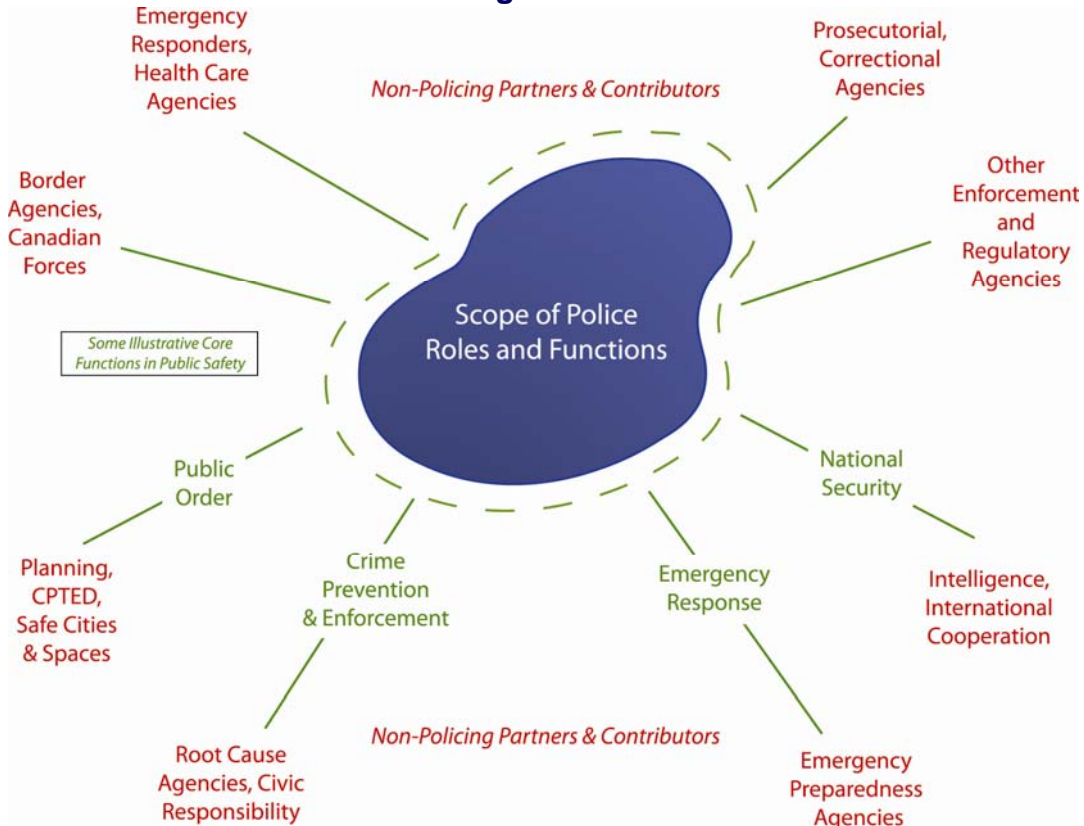 Emergency
Responders,
Health Care
Agencies
Non-Policing Partners & Contributors
Prosecutorial,
Correctional
Agencies
Border
Agencies,
Canadian
Forces
Other
Enforcement
and
Regulatory
Agencies
Scope of Police
Roles and Functions
Some Illustrative Core
Functions in Public Safety
Public
Order
National
Security
Planning,
CPTED,
Safe Cities
& Spaces
Crime
Prevention
& Enforcement
Emergency
Response
Intelligence,
International
Cooperation
Root Cause
Agencies, Civic
Responsibility
Non-Policing Partners & Contributors
Emergency
Preparedness
Agencies